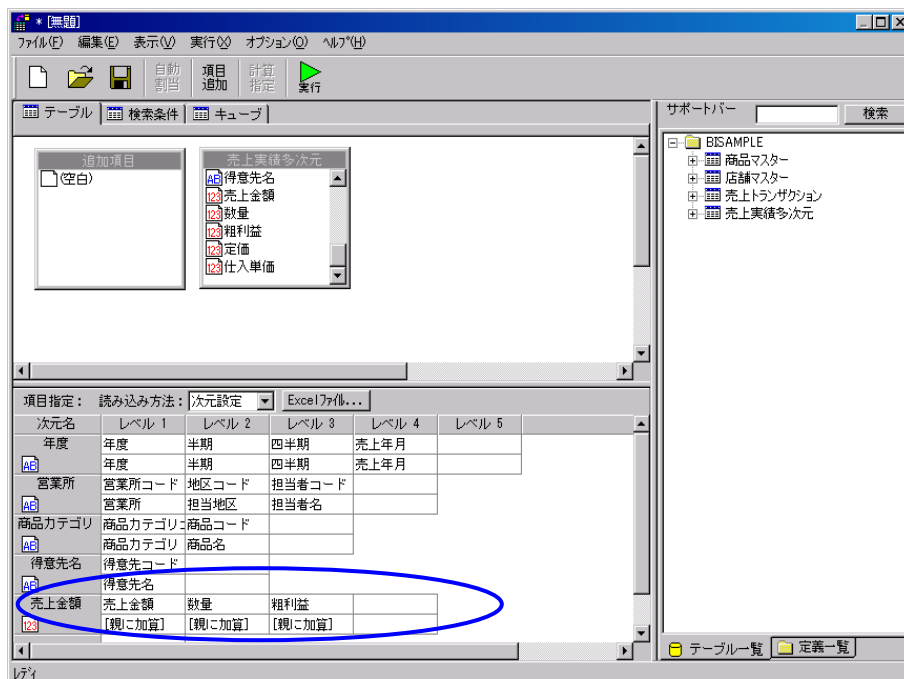 * [無題]
ファイル(F) 編集(E) 表示(V) 実行(X) オプション(O) ヘルプ(H)
自動割当 項目追加 計算指定 実行
テーブル 検索条件 キューブ
サポートバー 検索
追加項目
(空白)
売上実績多次元
得意先名
売上金額
数量
粗利益
定価
仕入単価
BISAMPLE
商品マスター
店舗マスター
売上トランザクション
売上実績多次元
項目指定： 読み込み方法： 次元設定 Excelファイル...
次元名 レベル 1 レベル 2 レベル 3 レベル 4 レベル 5
年度 年度 半期 四半期 売上年月
AB 年度 半期 四半期 売上年月
営業所 営業所コード 地区コード 担当者コード
AB 営業所 担当地区 担当者名
商品カテゴリ 商品カテゴリコ 商品コード
AB 商品カテゴリ 商品名
得意先名 得意先コード
AB 得意先名
売上金額 売上金額 数量 粗利益
123 [親に加算] [親に加算] [親に加算]
テーブル一覧 定義一覧
レディ